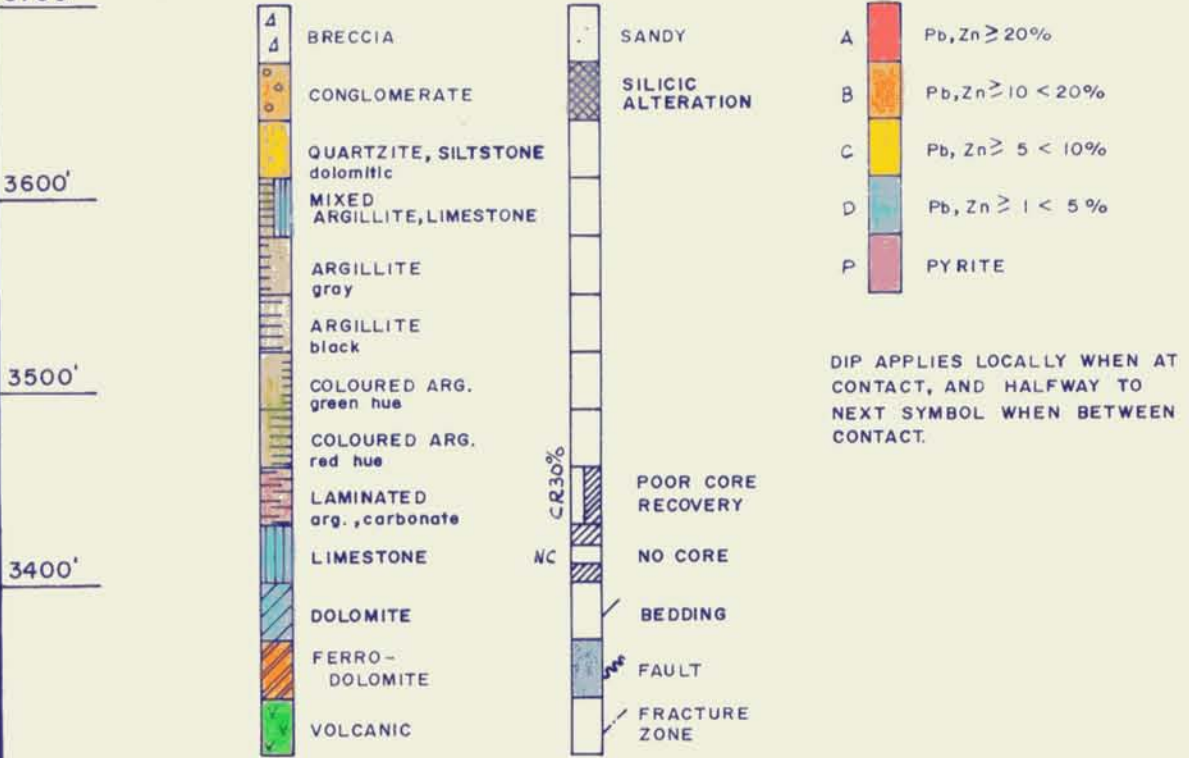 3600'
3500'
3400'
BRECCIA
CONGLOMERATE
QUARTZITE, SILTSTONE
dolomitic
MIXED
ARGILLITE, LIMESTONE
ARGILLITE
gray
ARGILLITE
black
COLOURED ARG.
green hue
COLOURED ARG.
red hue
LAMINATED
arg., carbonate
LIMESTONE
DOLOMITE
FERRO-
DOLOMITE
VOLCANIC
SANDY
SILICIC
ALTERATION
CR30%
POOR CORE
RECOVERY
NC NO CORE
BEDDING
FAULT
FRACTURE
ZONE
A Pb, Zn ≥ 20%
B Pb, Zn ≥ 10 < 20%
C Pb, Zn ≥ 5 < 10%
D Pb, Zn ≥ 1 < 5%
P PYRITE
DIP APPLIES LOCALLY WHEN AT
CONTACT, AND HALFWAY TO
NEXT SYMBOL WHEN BETWEEN
CONTACT.